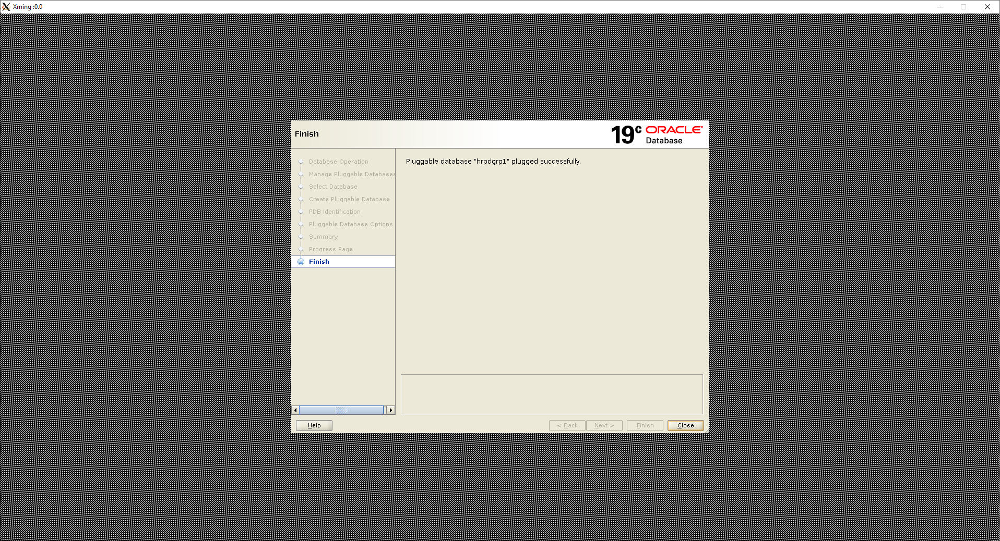 Xming :0.0
Finish
19c ORACLE
Database
Database Operation
Manage Pluggable Databases
Select Database
Create Pluggable Database
PDB Identification
Pluggable Database Options
Summary
Progress Page
Finish
Pluggable database "hrpdgrp1" plugged successfully.
Help
< Back
Next >
Finish
Close